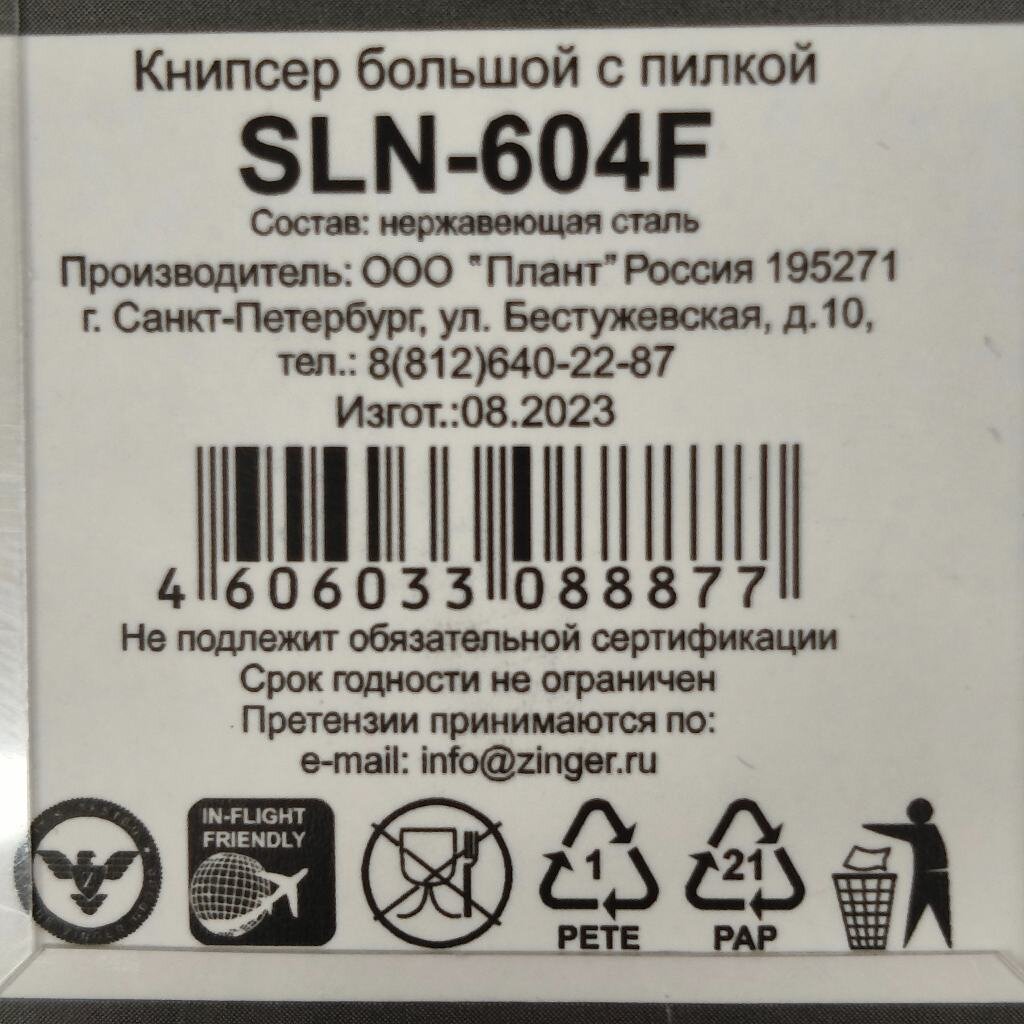 Книпсер большой с пилкой
SLN-604F
Состав: нержавеющая сталь
Производитель: ООО "Плант" Россия 195271
г. Санкт-Петербург, ул. Бестужевская, д.10,
тел.: 8(812)640-22-87
Изгот.:08.2023
4 606033 088877
Не подлежит обязательной сертификации
Срок годности не ограничен
Претензии принимаются по:
e-mail: info@zinger.ru
IN-FLIGHT
FRIENDLY
1
PETE
21
PAP